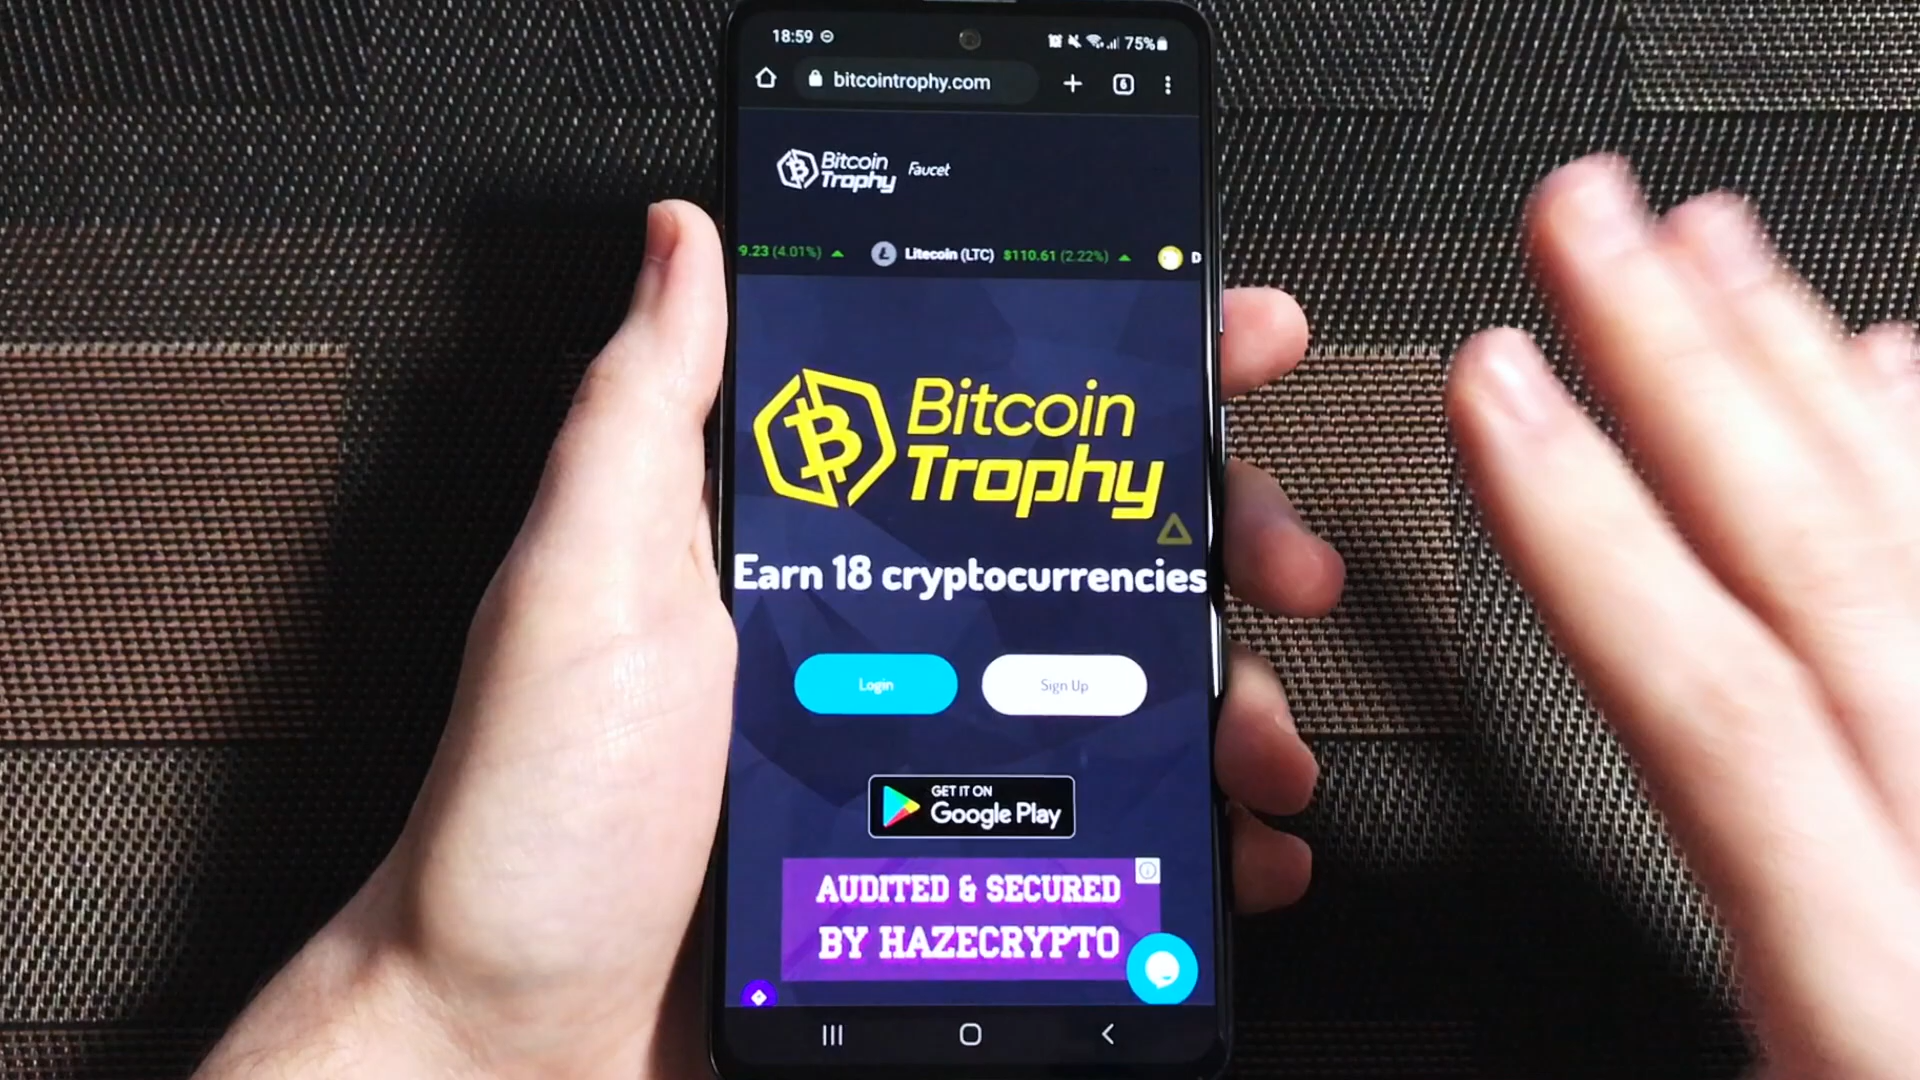 18:59
75%
bitcointrophy.com
6
Bitcoin
Trophy
Faucet
9.23 (4.01%)
Litecoin (LTC) $110.61 (2.22%)
D
Bitcoin
Trophy
Earn 18 cryptocurrencies
Login
Sign Up
GET IT ON
Google Play
AUDITED & SECURED
BY HAZECRYPTO